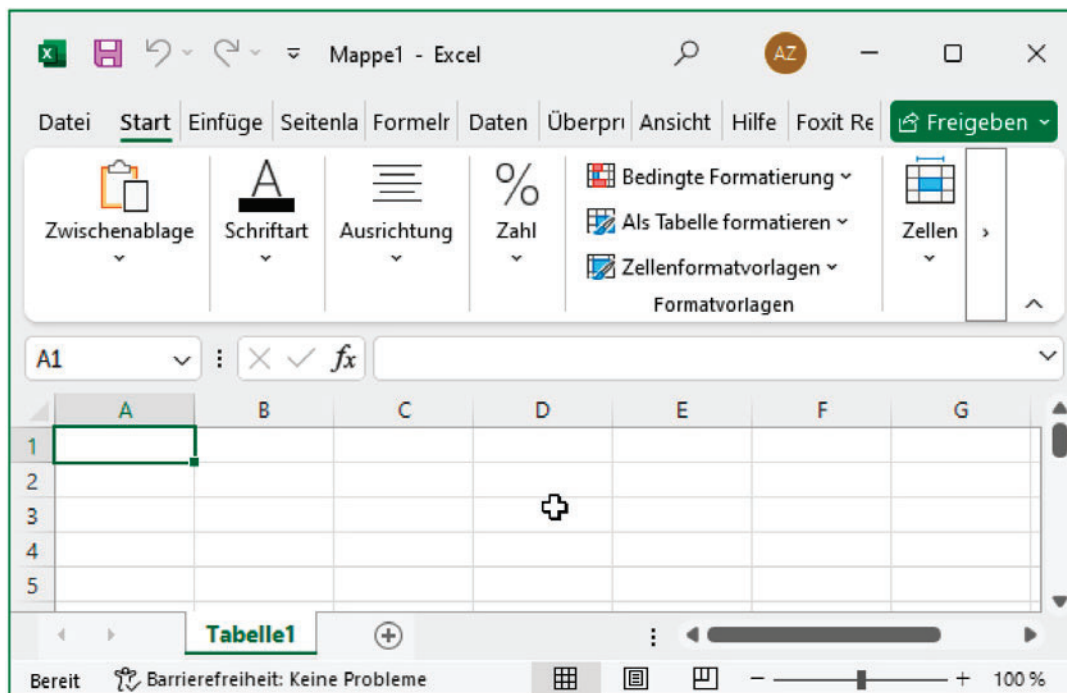 Mappe1 - Excel AZ
Datei Start Einfüge Seitenla Formelr Daten Überpri Ansicht Hilfe Foxit Re Freigeben
Zwischenablage Schriftart Ausrichtung Zahl Bedingte Formatierung Zellen
Als Tabelle formatieren
Zellenformatvorlagen
Formatvorlagen
A1 fx
A B C D E F G
1
2
3
4
5
Tabelle1
Bereit Barrierefreiheit: Keine Probleme 100 %